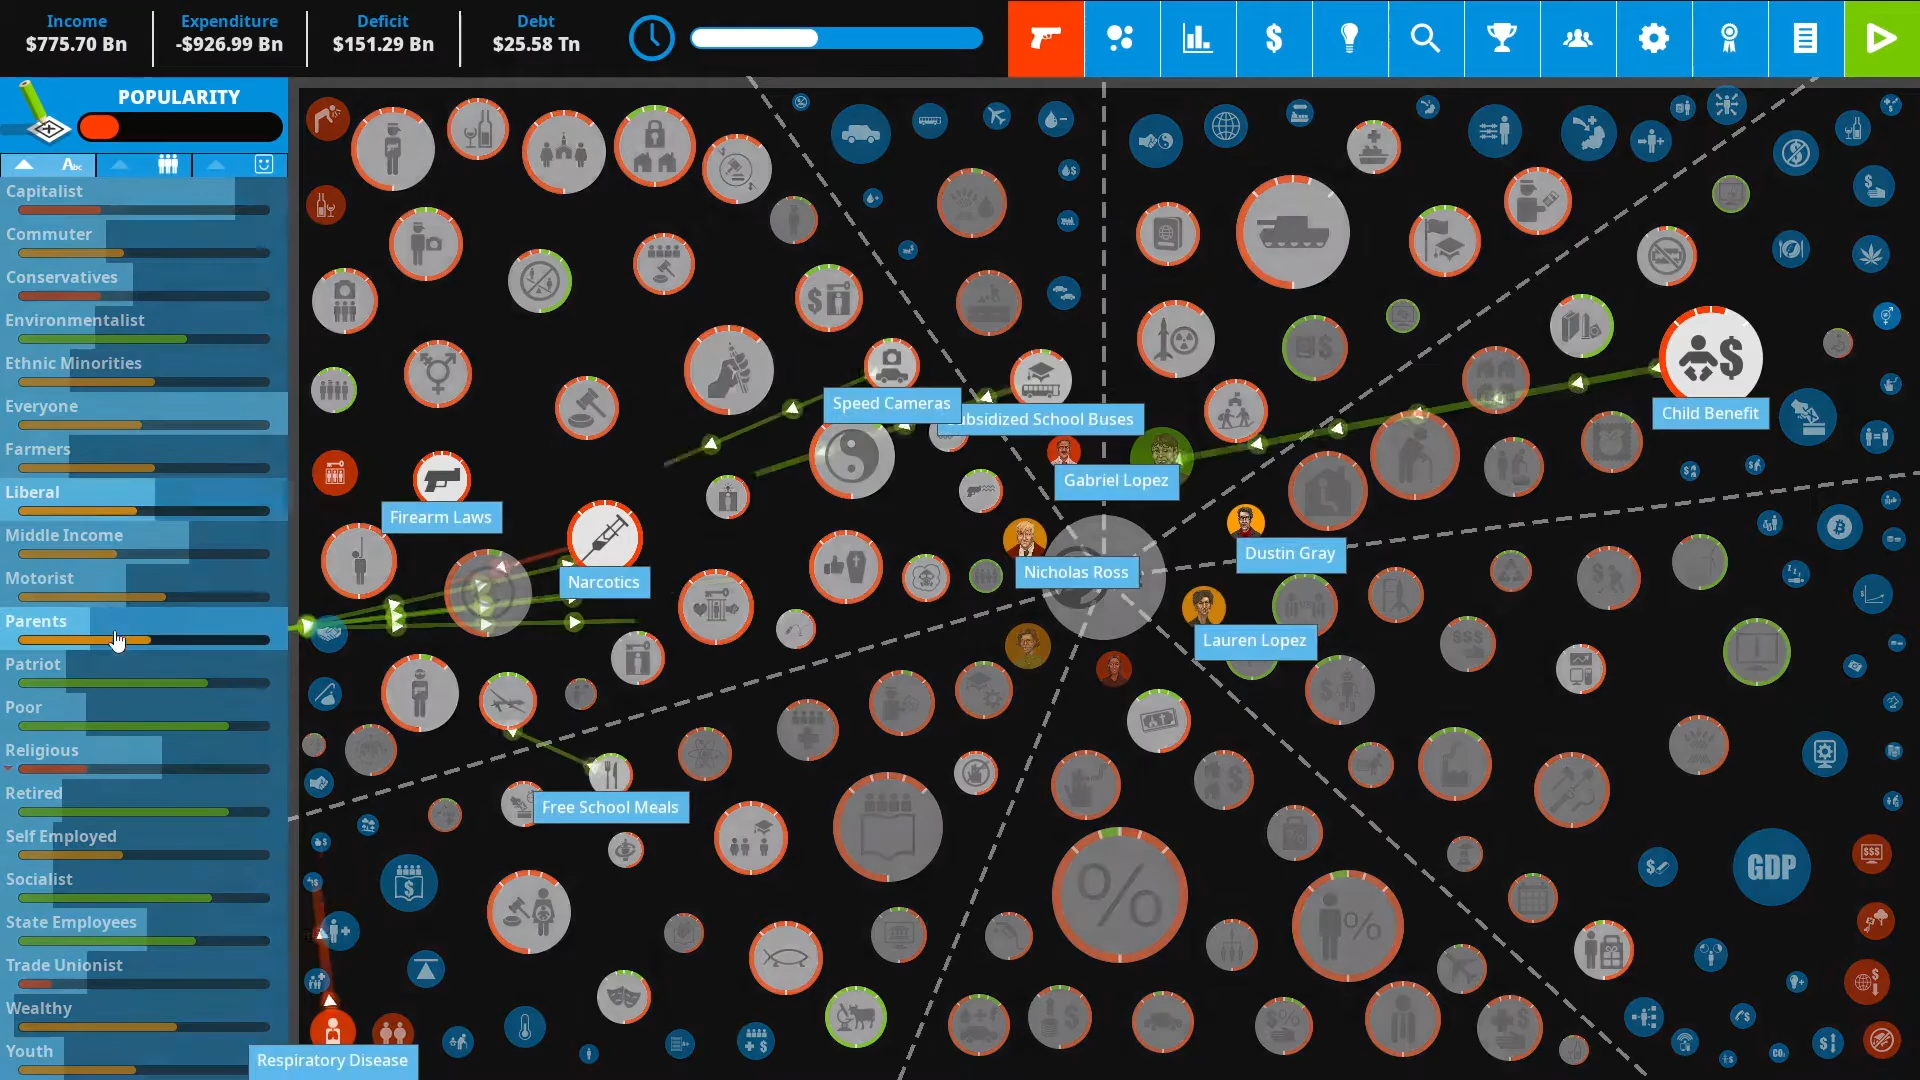 Income
$775.70 Bn
Expenditure
-$926.99 Bn
Deficit
$151.29 Bn
Debt
$25.58 Tn
POPULARITY
Abc
Capitalist
Commuter
Conservatives
Environmentalist
Ethnic Minorities
Everyone
Farmers
Liberal
Middle Income
Motorist
Parents
Patriot
Poor
Religious
Retired
Self Employed
Socialist
State Employees
Trade Unionist
Wealthy
Youth
Speed Cameras
ubsidized School Buses
Child Benefit
Gabriel Lopez
Firearm Laws
Dustin Gray
Nicholas Ross
Narcotics
Lauren Lopez
Free School Meals
GDP
Respiratory Disease